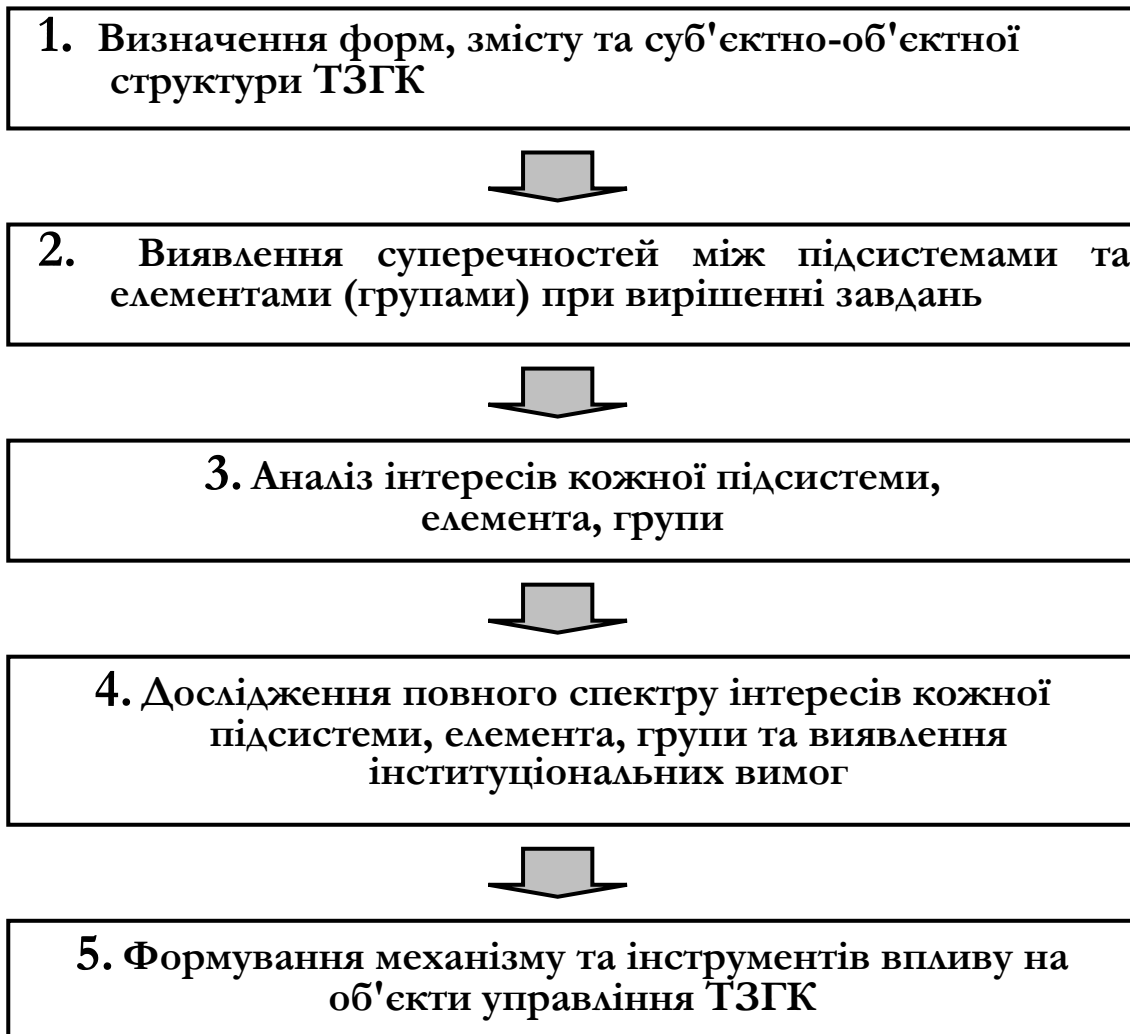 1. Визначення форм, змісту та суб'єктно-об'єктної
структури ТЗГК
2. Виявлення суперечностей між підсистемами та
елементами (групами) при вирішенні завдань
3. Аналіз інтересів кожної підсистеми,
елемента, групи
4. Дослідження повного спектру інтересів кожної
підсистеми, елемента, групи та виявлення
інституціональних вимог
5. Формування механізму та інструментів впливу на
об'єкти управління ТЗГК